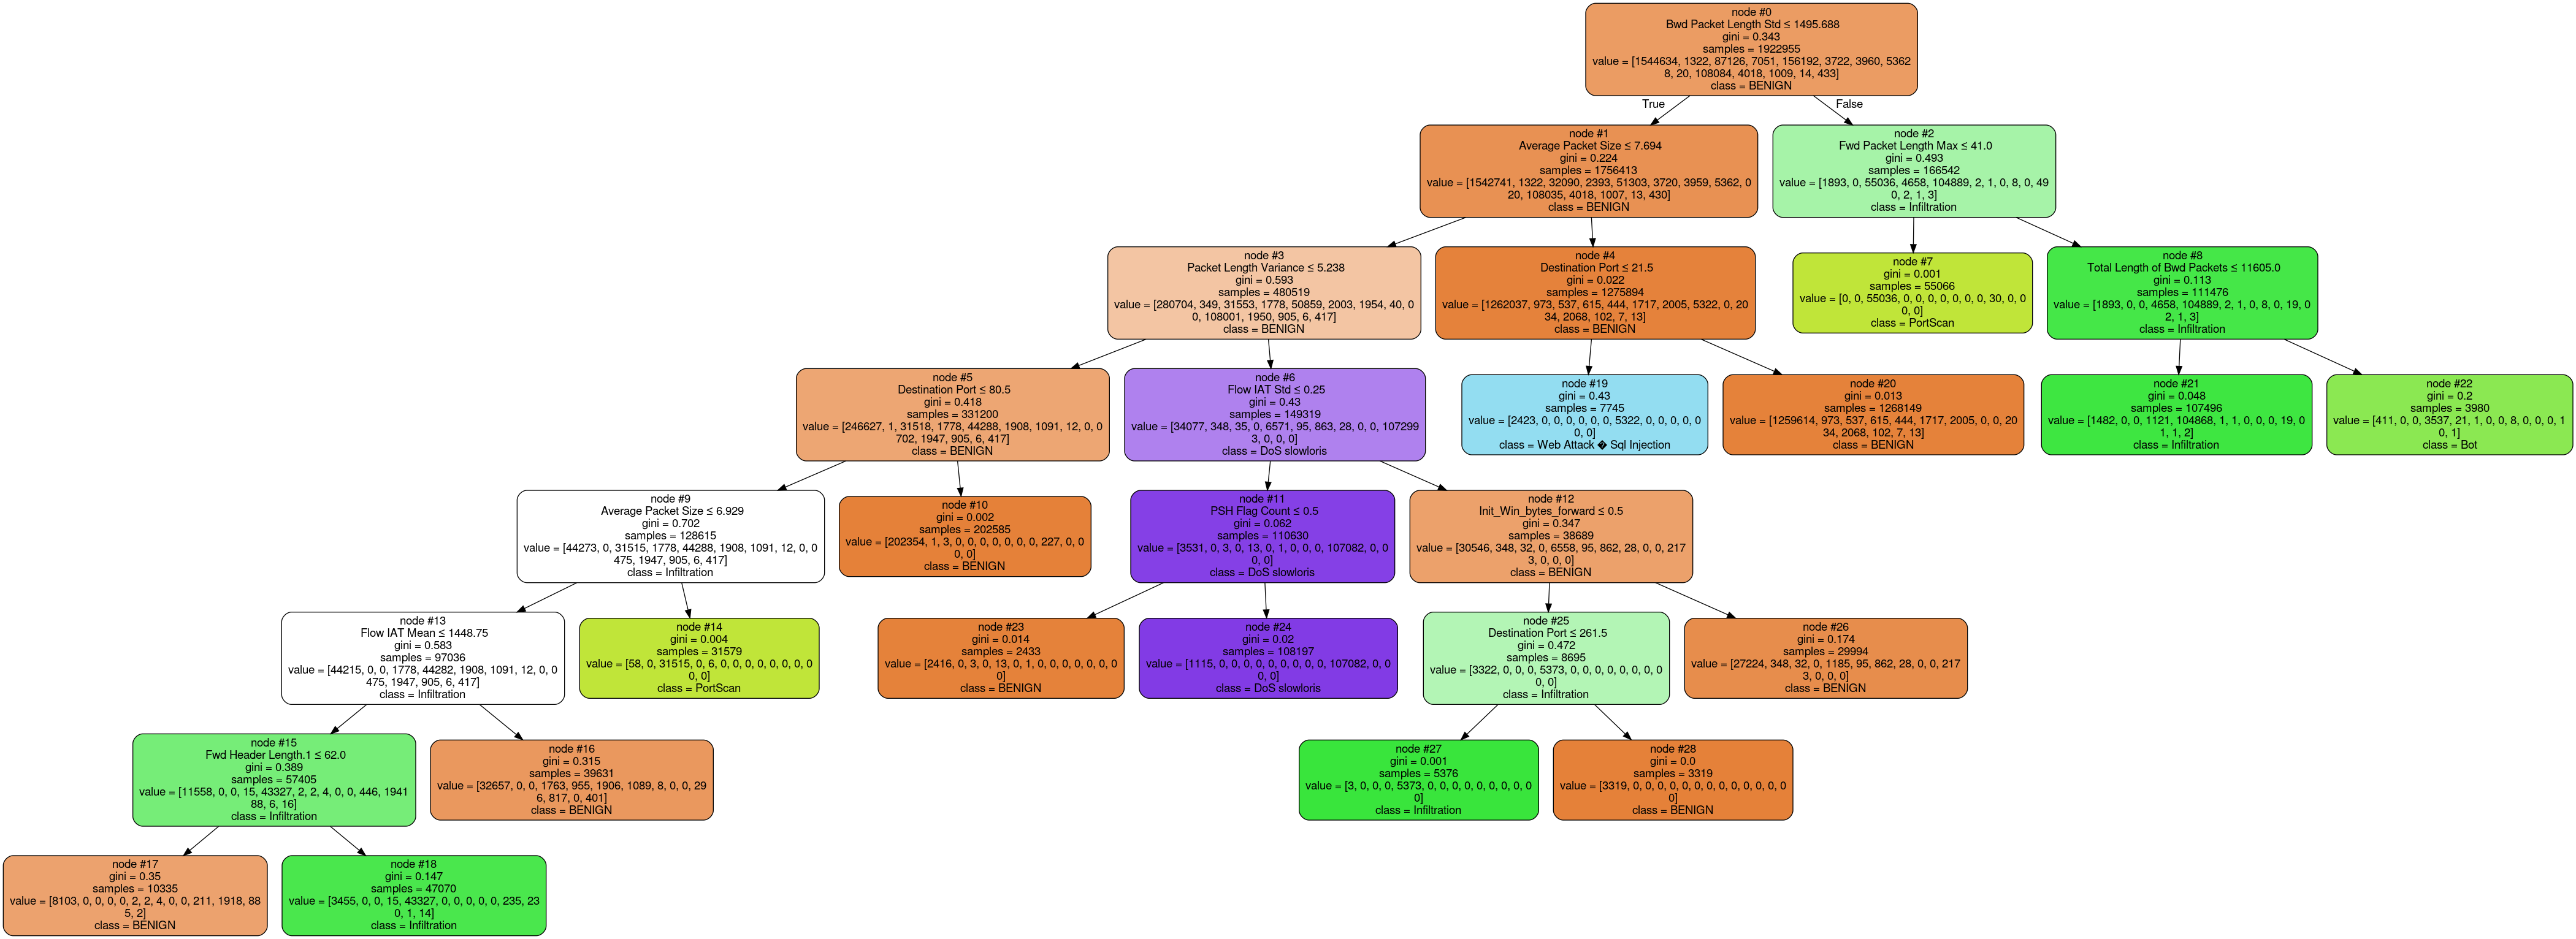 node #0
Bwd Packet Length Std ≤ 1495.688
gini = 0.343
samples = 1922955
value = [1544634, 1322, 87126, 7051, 156192, 3722, 3960, 5362
8, 20, 108084, 4018, 1009, 14, 433]
class = BENIGN
True
False
node #1
Average Packet Size ≤ 7.694
gini = 0.224
samples = 1756413
value = [1542741, 1322, 32090, 2393, 51303, 3720, 3959, 5362, 0
20, 108035, 4018, 1007, 13, 430]
class = BENIGN
node #2
Fwd Packet Length Max ≤ 41.0
gini = 0.493
samples = 166542
value = [1893, 0, 55036, 4658, 104889, 2, 1, 0, 8, 0, 49
0, 2, 1, 3]
class = Infiltration
node #3
Packet Length Variance ≤ 5.238
gini = 0.593
samples = 480519
value = [280704, 349, 31553, 1778, 50859, 2003, 1954, 40, 0
0, 108001, 1950, 905, 6, 417]
class = BENIGN
node #4
Destination Port ≤ 21.5
gini = 0.022
samples = 1275894
value = [1262037, 973, 537, 615, 444, 1717, 2005, 5322, 0, 20
34, 2068, 102, 7, 13]
class = BENIGN
node #7
gini = 0.001
samples = 55066
value = [0, 0, 55036, 0, 0, 0, 0, 0, 0, 0, 30, 0, 0
0, 0]
class = PortScan
node #8
Total Length of Bwd Packets ≤ 11605.0
gini = 0.113
samples = 111476
value = [1893, 0, 0, 4658, 104889, 2, 1, 0, 8, 0, 19, 0
2, 1, 3]
class = Infiltration
node #5
Destination Port ≤ 80.5
gini = 0.418
samples = 331200
value = [246627, 1, 31518, 1778, 44288, 1908, 1091, 12, 0, 0
702, 1947, 905, 6, 417]
class = BENIGN
node #6
Flow IAT Std ≤ 0.25
gini = 0.43
samples = 149319
value = [34077, 348, 35, 0, 6571, 95, 863, 28, 0, 0, 107299
3, 0, 0, 0]
class = DoS slowloris
node #19
gini = 0.43
samples = 7745
value = [2423, 0, 0, 0, 0, 0, 0, 5322, 0, 0, 0, 0, 0
0, 0]
class = Web Attack � Sql Injection
node #20
gini = 0.013
samples = 1268149
value = [1259614, 973, 537, 615, 444, 1717, 2005, 0, 0, 20
34, 2068, 102, 7, 13]
class = BENIGN
node #21
gini = 0.048
samples = 107496
value = [1482, 0, 0, 1121, 104868, 1, 1, 0, 0, 0, 19, 0
1, 1, 2]
class = Infiltration
node #22
gini = 0.2
samples = 3980
value = [411, 0, 0, 3537, 21, 1, 0, 0, 8, 0, 0, 0, 1
0, 1]
class = Bot
node #9
Average Packet Size ≤ 6.929
gini = 0.702
samples = 128615
value = [44273, 0, 31515, 1778, 44288, 1908, 1091, 12, 0, 0
475, 1947, 905, 6, 417]
class = Infiltration
node #10
gini = 0.002
samples = 202585
value = [202354, 1, 3, 0, 0, 0, 0, 0, 0, 0, 227, 0, 0
0, 0]
class = BENIGN
node #11
PSH Flag Count ≤ 0.5
gini = 0.062
samples = 110630
value = [3531, 0, 3, 0, 13, 0, 1, 0, 0, 0, 107082, 0, 0
0, 0]
class = DoS slowloris
node #12
Init_Win_bytes_forward ≤ 0.5
gini = 0.347
samples = 38689
value = [30546, 348, 32, 0, 6558, 95, 862, 28, 0, 0, 217
3, 0, 0, 0]
class = BENIGN
node #13
Flow IAT Mean ≤ 1448.75
gini = 0.583
samples = 97036
value = [44215, 0, 0, 1778, 44282, 1908, 1091, 12, 0, 0
475, 1947, 905, 6, 417]
class = Infiltration
node #14
gini = 0.004
samples = 31579
value = [58, 0, 31515, 0, 6, 0, 0, 0, 0, 0, 0, 0, 0
0, 0]
class = PortScan
node #23
gini = 0.014
samples = 2433
value = [2416, 0, 3, 0, 13, 0, 1, 0, 0, 0, 0, 0, 0, 0
0]
class = BENIGN
node #24
gini = 0.02
samples = 108197
value = [1115, 0, 0, 0, 0, 0, 0, 0, 0, 0, 107082, 0, 0
0, 0]
class = DoS slowloris
node #25
Destination Port ≤ 261.5
gini = 0.472
samples = 8695
value = [3322, 0, 0, 0, 5373, 0, 0, 0, 0, 0, 0, 0, 0
0, 0]
class = Infiltration
node #26
gini = 0.174
samples = 29994
value = [27224, 348, 32, 0, 1185, 95, 862, 28, 0, 0, 217
3, 0, 0, 0]
class = BENIGN
node #15
Fwd Header Length.1 ≤ 62.0
gini = 0.389
samples = 57405
value = [11558, 0, 0, 15, 43327, 2, 2, 4, 0, 0, 446, 1941
88, 6, 16]
class = Infiltration
node #16
gini = 0.315
samples = 39631
value = [32657, 0, 0, 1763, 955, 1906, 1089, 8, 0, 0, 29
6, 817, 0, 401]
class = BENIGN
node #27
gini = 0.001
samples = 5376
value = [3, 0, 0, 0, 5373, 0, 0, 0, 0, 0, 0, 0, 0, 0
0]
class = Infiltration
node #28
gini = 0.0
samples = 3319
value = [3319, 0, 0, 0, 0, 0, 0, 0, 0, 0, 0, 0, 0, 0
0]
class = BENIGN
node #17
gini = 0.35
samples = 10335
value = [8103, 0, 0, 0, 0, 2, 2, 4, 0, 0, 211, 1918, 88
5, 2]
class = BENIGN
node #18
gini = 0.147
samples = 47070
value = [3455, 0, 0, 15, 43327, 0, 0, 0, 0, 0, 235, 23
0, 1, 14]
class = Infiltration